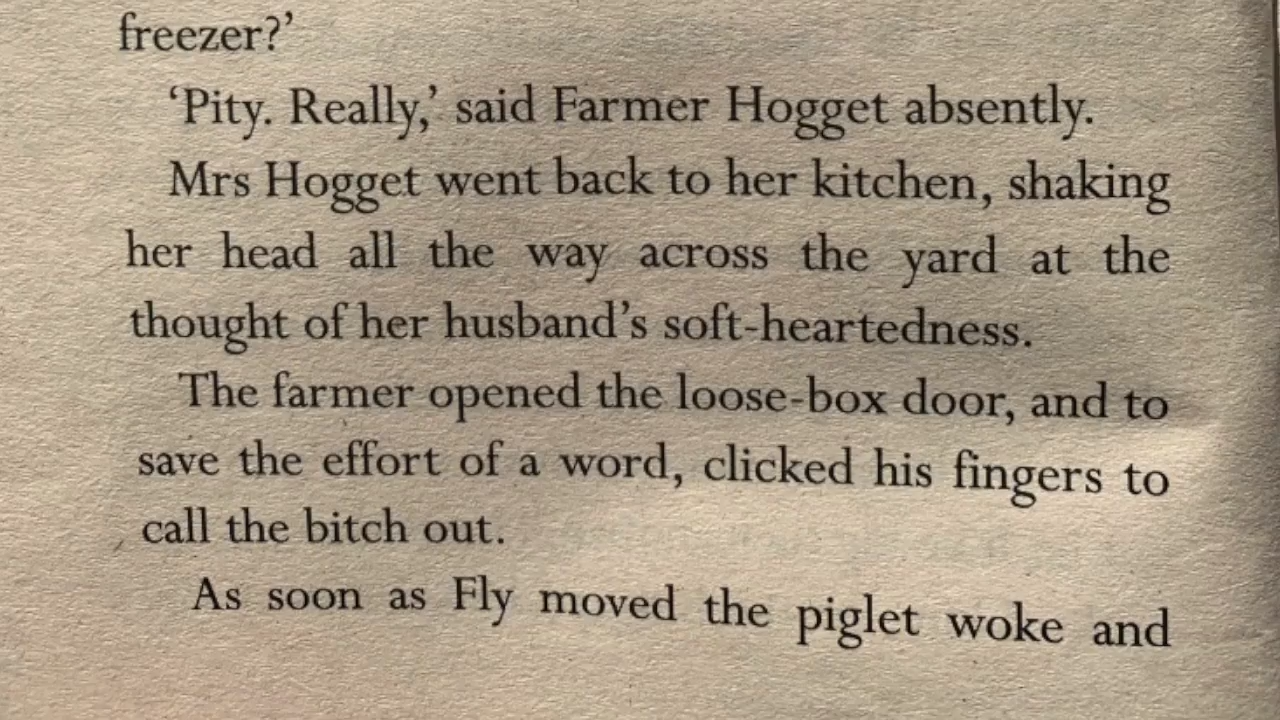 freezer?’
‘Pity. Really,’ said Farmer Hogget absently.
Mrs Hogget went back to her kitchen, shaking
her head all the way across the yard at the
thought of her husband’s soft-heartedness.
The farmer opened the loose-box door, and to
save the effort of a word, clicked his fingers to
call the bitch out.
As soon as Fly moved the piglet woke and